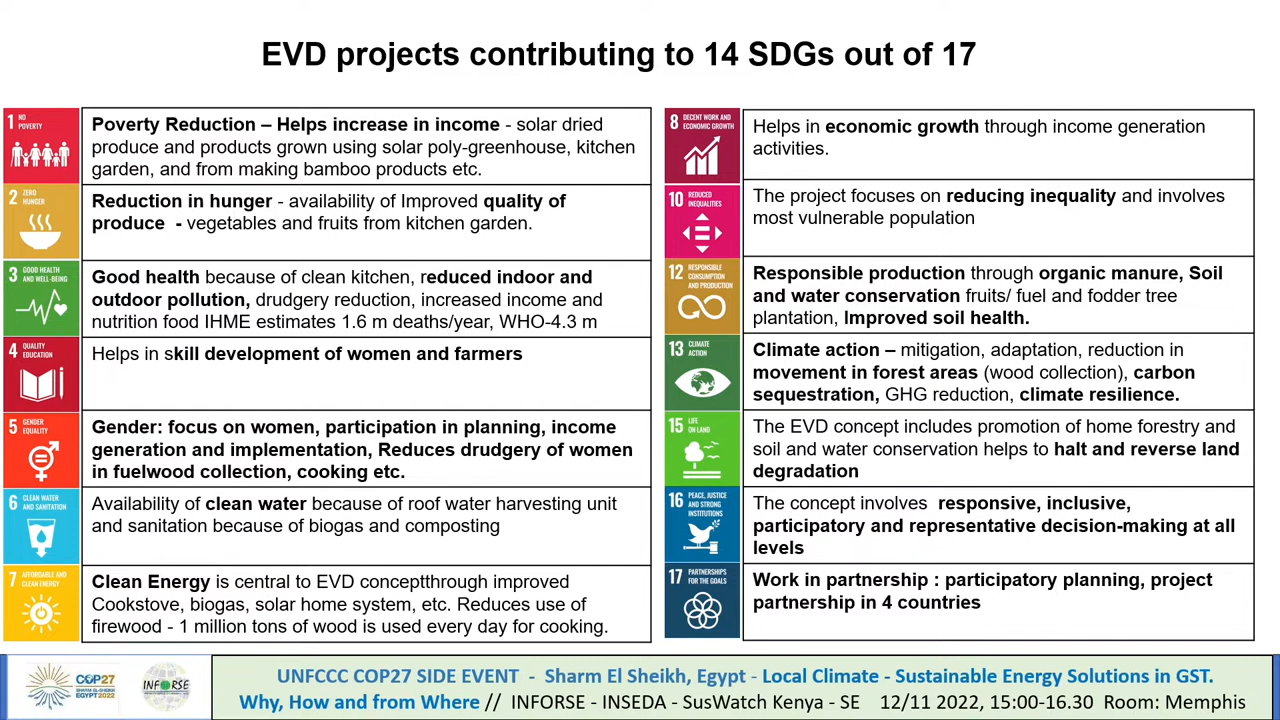 EVD projects contributing to 14 SDGs out of 17
1 NO
POVERTY
Poverty Reduction – Helps increase in income - solar dried
produce and products grown using solar poly-greenhouse, kitchen
garden, and from making bamboo products etc.
2 ZERO
HUNGER
Reduction in hunger - availability of Improved quality of
produce - vegetables and fruits from kitchen garden.
3 GOOD HEALTH
AND WELL-BEING
Good health because of clean kitchen, reduced indoor and
outdoor pollution, drudgery reduction, increased income and
nutrition food IHME estimates 1.6 m deaths/year, WHO-4.3 m
4 QUALITY
EDUCATION
Helps in skill development of women and farmers
5 GENDER
EQUALITY
Gender: focus on women, participation in planning, income
generation and implementation, Reduces drudgery of women
in fuelwood collection, cooking etc.
6 CLEAN WATER
AND SANITATION
Availability of clean water because of roof water harvesting unit
and sanitation because of biogas and composting
7 AFFORDABLE AND
CLEAN ENERGY
Clean Energy is central to EVD conceptthrough improved
Cookstove, biogas, solar home system, etc. Reduces use of
firewood - 1 million tons of wood is used every day for cooking.
8 DECENT WORK AND
ECONOMIC GROWTH
Helps in economic growth through income generation
activities.
10 REDUCED
INEQUALITIES
The project focuses on reducing inequality and involves
most vulnerable population
12 RESPONSIBLE
CONSUMPTION
AND PRODUCTION
Responsible production through organic manure, Soil
and water conservation fruits/ fuel and fodder tree
plantation, Improved soil health.
13 CLIMATE
ACTION
Climate action – mitigation, adaptation, reduction in
movement in forest areas (wood collection), carbon
sequestration, GHG reduction, climate resilience.
15 LIFE
ON LAND
The EVD concept includes promotion of home forestry and
soil and water conservation helps to halt and reverse land
degradation
16 PEACE, JUSTICE
AND STRONG
INSTITUTIONS
The concept involves responsive, inclusive,
participatory and representative decision-making at all
levels
17 PARTNERSHIPS
FOR THE GOALS
Work in partnership : participatory planning, project
partnership in 4 countries
COP27
SHARM EL-SHEIKH
EGYPT 2022
INFORSE
UNFCCC COP27 SIDE EVENT - Sharm El Sheikh, Egypt - Local Climate - Sustainable Energy Solutions in GST.
Why, How and from Where // INFORSE - INSEDA - SusWatch Kenya - SE 12/11 2022, 15:00-16.30 Room: Memphis